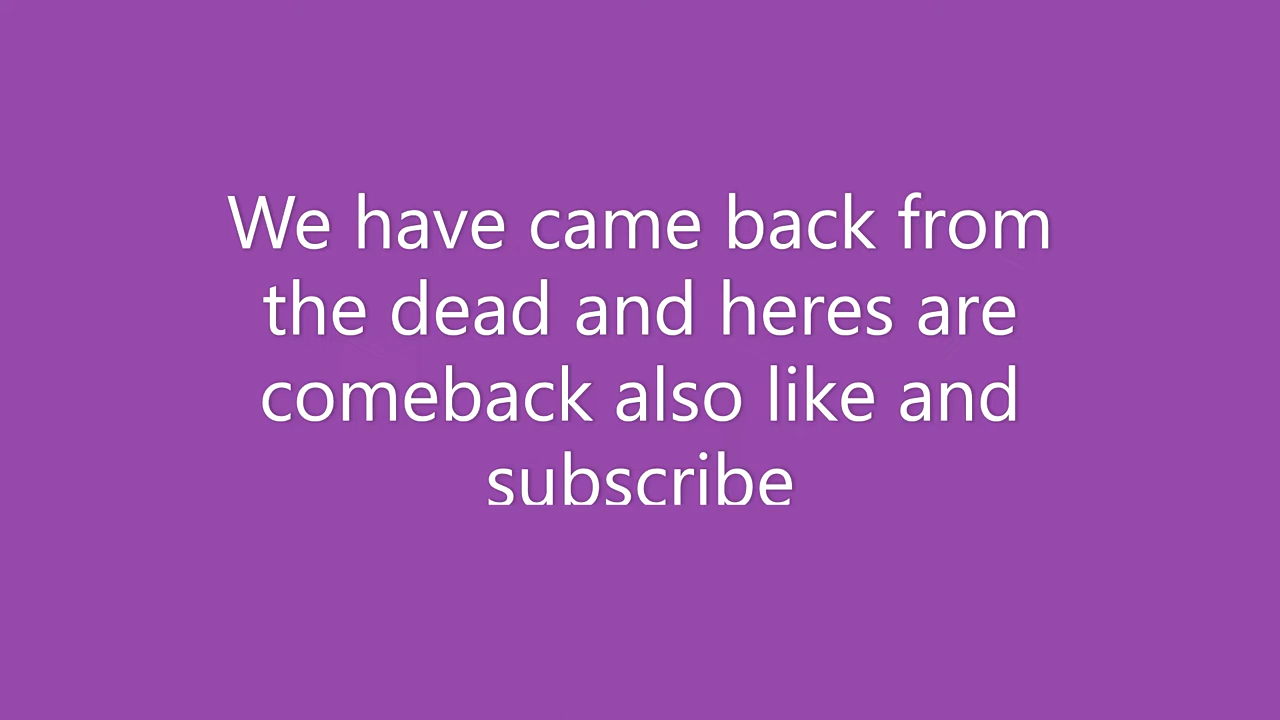 We have came back from
the dead and heres are
comeback also like and
subscribe